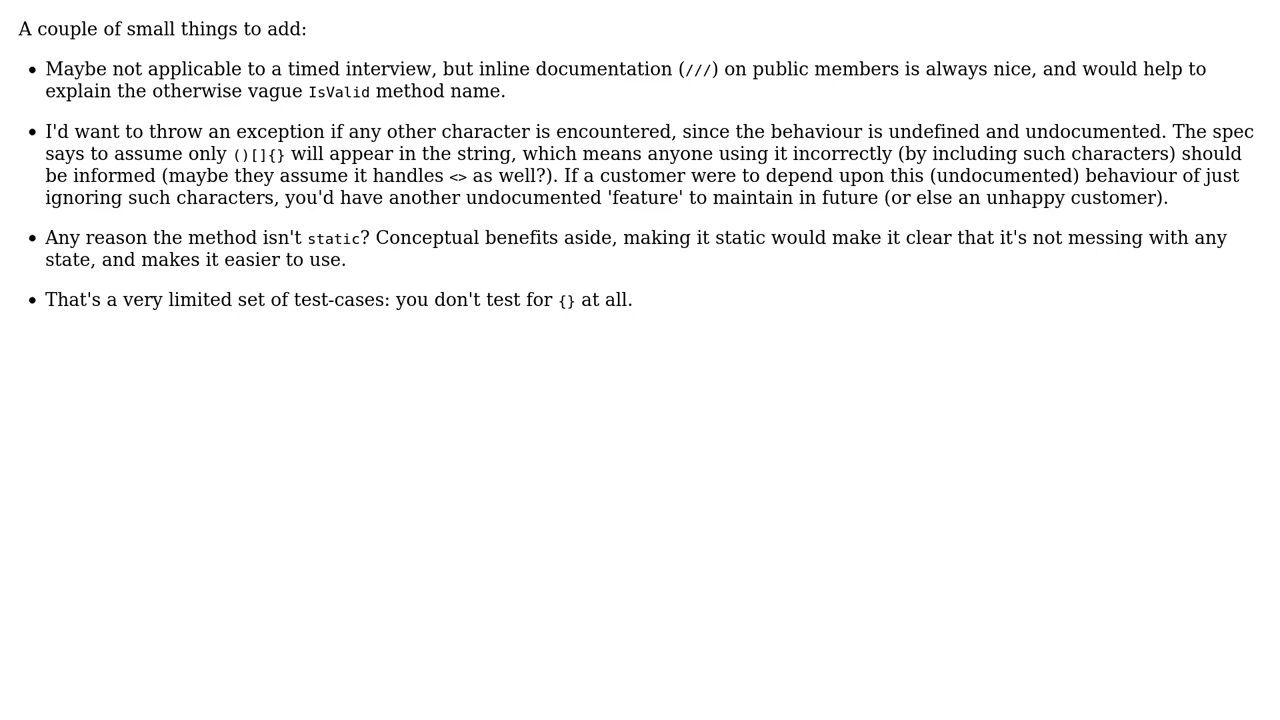 A couple of small things to add:
• Maybe not applicable to a timed interview, but inline documentation (///) on public members is always nice, and would help to
explain the otherwise vague IsValid method name.
• I'd want to throw an exception if any other character is encountered, since the behaviour is undefined and undocumented. The spec
says to assume only ()[]{} will appear in the string, which means anyone using it incorrectly (by including such characters) should
be informed (maybe they assume it handles <> as well?). If a customer were to depend upon this (undocumented) behaviour of just
ignoring such characters, you'd have another undocumented 'feature' to maintain in future (or else an unhappy customer).
• Any reason the method isn't static? Conceptual benefits aside, making it static would make it clear that it's not messing with any
state, and makes it easier to use.
• That's a very limited set of test-cases: you don't test for {} at all.